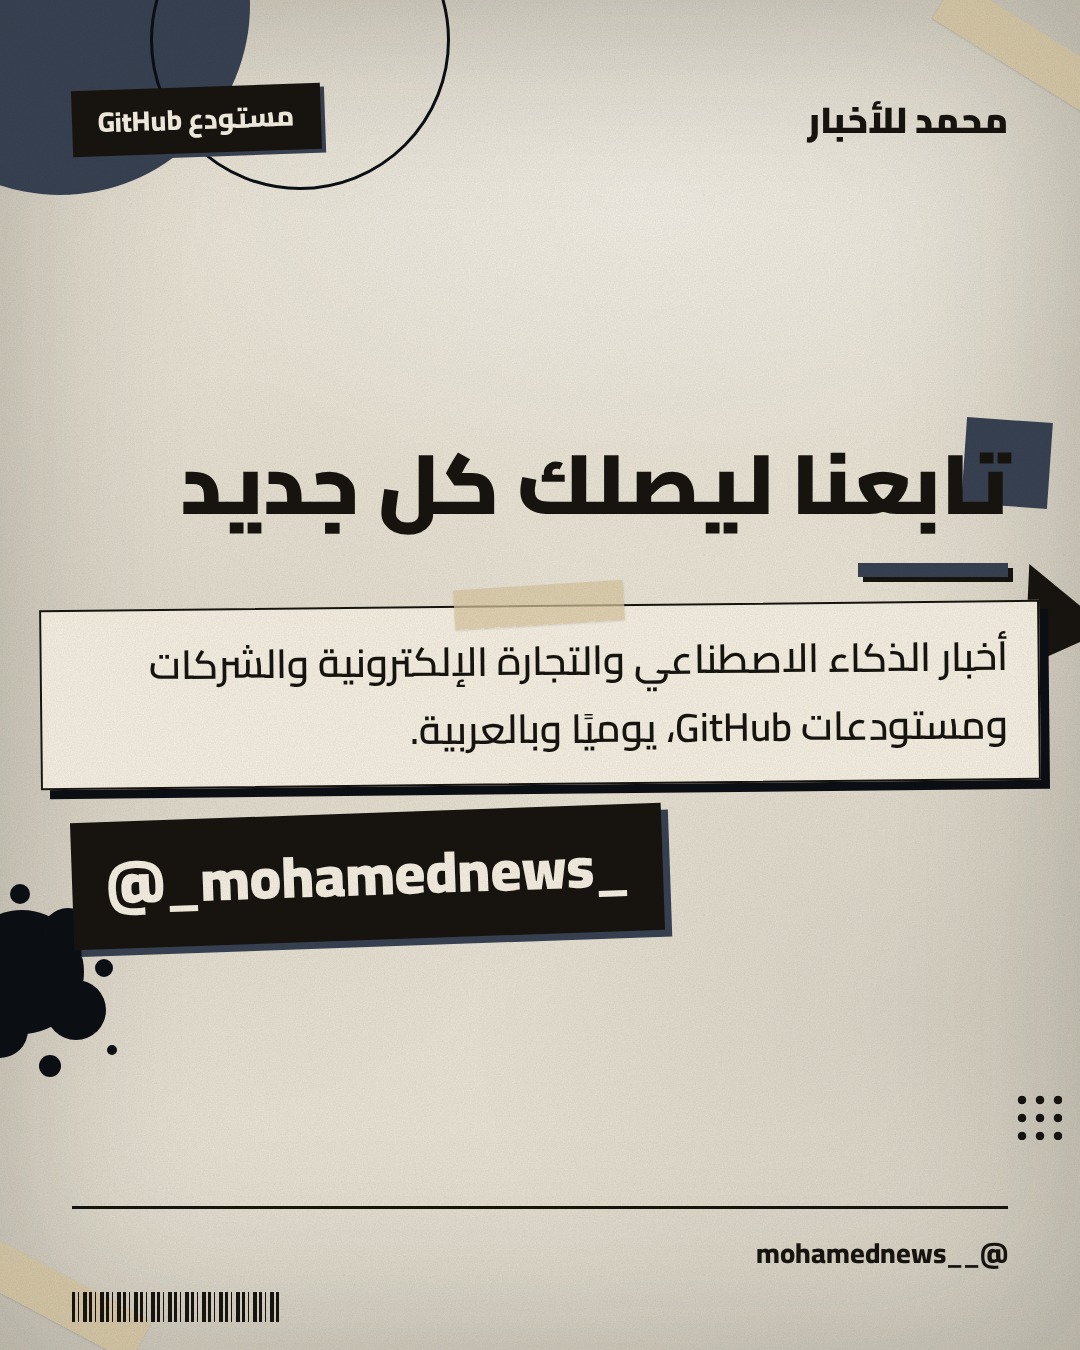 محمد للأخبار
مستودع GitHub
تابعنا ليصلك كل جديد
أخبار الذكاء الاصطناعي والتجارة الإلكترونية والشركات
ومستودعات GitHub، يوميًا وبالعربية.
@_mohamednews_
mohamednews__@